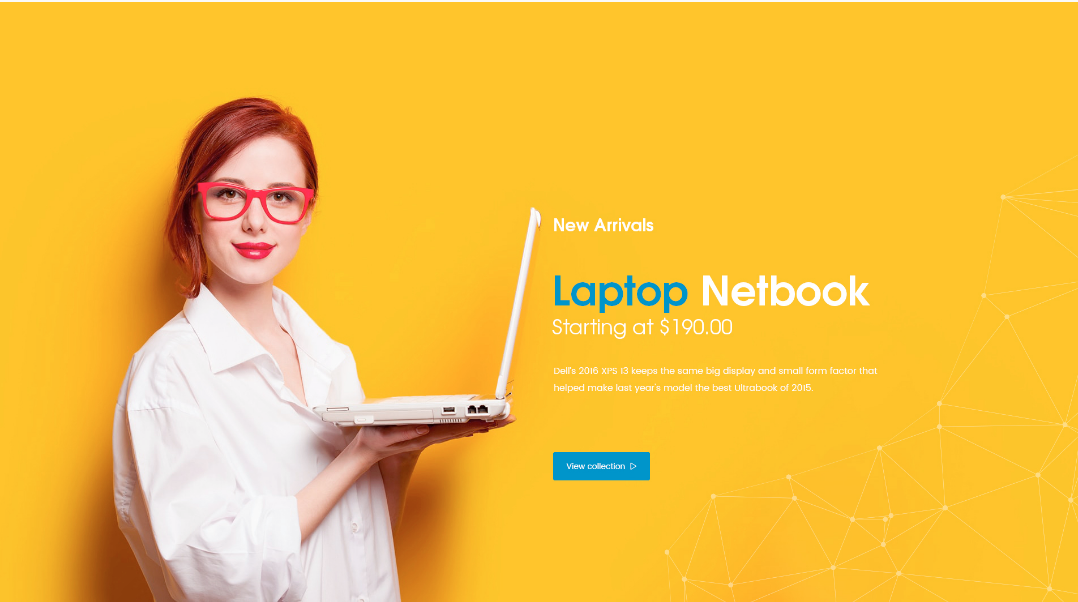 New Arrivals
Laptop Netbook
Starting at $190.00
Dell's 2016 XPS 13 keeps the same big display and small form factor that
helped make last year's model the best Ultrabook of 2015.
View collection